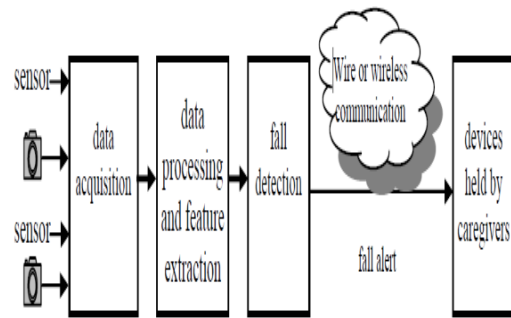 sensor
sensor
data
acquisition
data
processing
and feature
extraction
fall
detection
Wire or wireless
communication
fall alert
devices
held by
caregivers